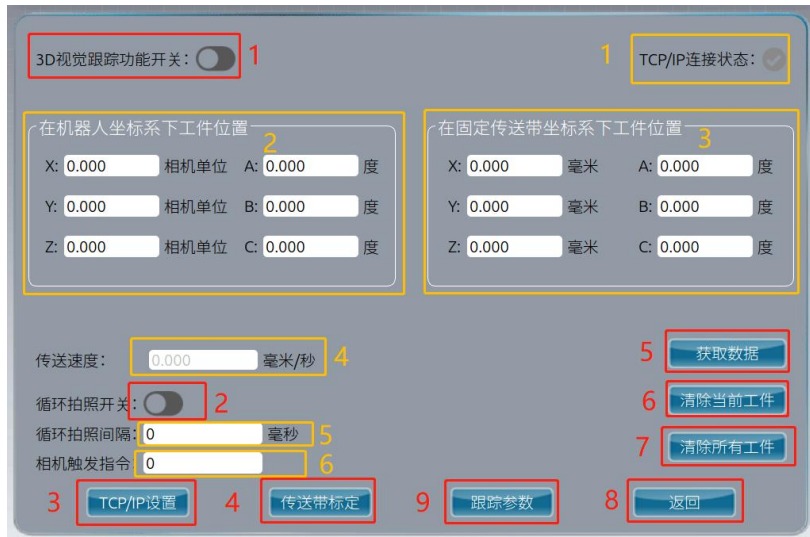 3D视觉跟踪功能开关: 1
1 TCP/IP连接状态:
在机器人坐标系下工件位置
2
X: 0.000 相机单位 A: 0.000 度
Y: 0.000 相机单位 B: 0.000 度
Z: 0.000 相机单位 C: 0.000 度
在固定传送带坐标系下工件位置
3
X: 0.000 毫米 A: 0.000 度
Y: 0.000 毫米 B: 0.000 度
Z: 0.000 毫米 C: 0.000 度
传送速度: 0.000 毫米/秒 4
循环拍照开关: 2
循环拍照间隔: 0 毫秒 5
相机触发指令: 0 6
5 获取数据
6 清除当前工件
7 清除所有工件
3 TCP/IP设置 4 传送带标定 9 跟踪参数 8 返回